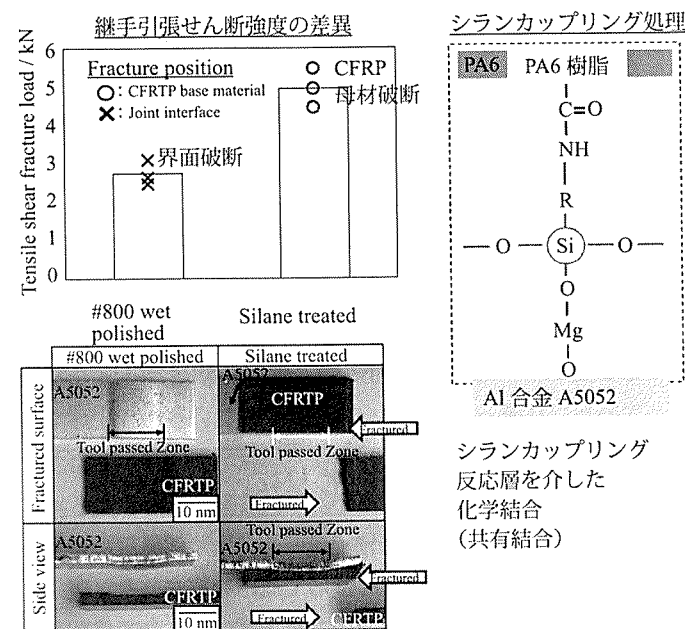 継手引張せん断強度の差異
Tensile shear fracture load / kN
6
5
4
3
2
1
0
Fracture position
○: CFRTP base material
×: Joint interface
界面破断
CFRP
母材破断
#800 wet
polished
Silane treated
#800 wet polished
Silane treated
Fractured surface
A5052
Tool passed Zone
CFRTP
10 nm
A5052
CFRTP
Fractured
Tool passed Zone
Fractured
Side view
A5052
CFRTP
10 nm
Tool passed Zone
A5052
Fractured
Fractured
CFRTP
シランカップリング処理
PA6
PA6 樹脂
C=O
NH
R
— O — Si — O —
O
Mg
O
Al 合金 A5052
シランカップリング
反応層を介した
化学結合
(共有結合)